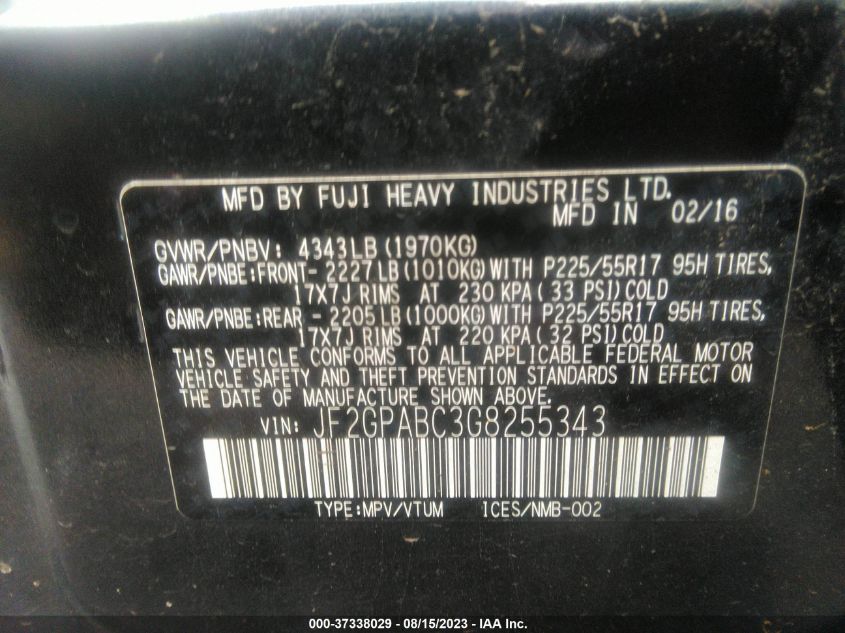 MFD BY FUJI HEAVY INDUSTRIES LTD.
MFD IN 02/16
GVWR/PNBV: 4343LB (1970KG)
GAWR/PNBE:FRONT- 2227LB (1010KG) WITH P225/55R17 95H TIRES,
17X7J RIMS AT 230 KPA ( 33 PSI) COLD
GAWR/PNBE:REAR - 2205LB (1000KG) WITH P225/55R17 95H TIRES,
17X7J RIMS AT 220 KPA ( 32 PSI) COLD
THIS VEHICLE CONFORMS TO ALL APPLICABLE FEDERAL MOTOR
VEHICLE SAFETY AND THEFT PREVENTION STANDARDS IN EFFECT ON
THE DATE OF MANUFACTURE SHOWN ABOVE.
VIN: JF2GPABC3G8255343
TYPE:MPV/VTUM ICES/NMB-002
000-37338029 - 08/15/2023 - IAA Inc.